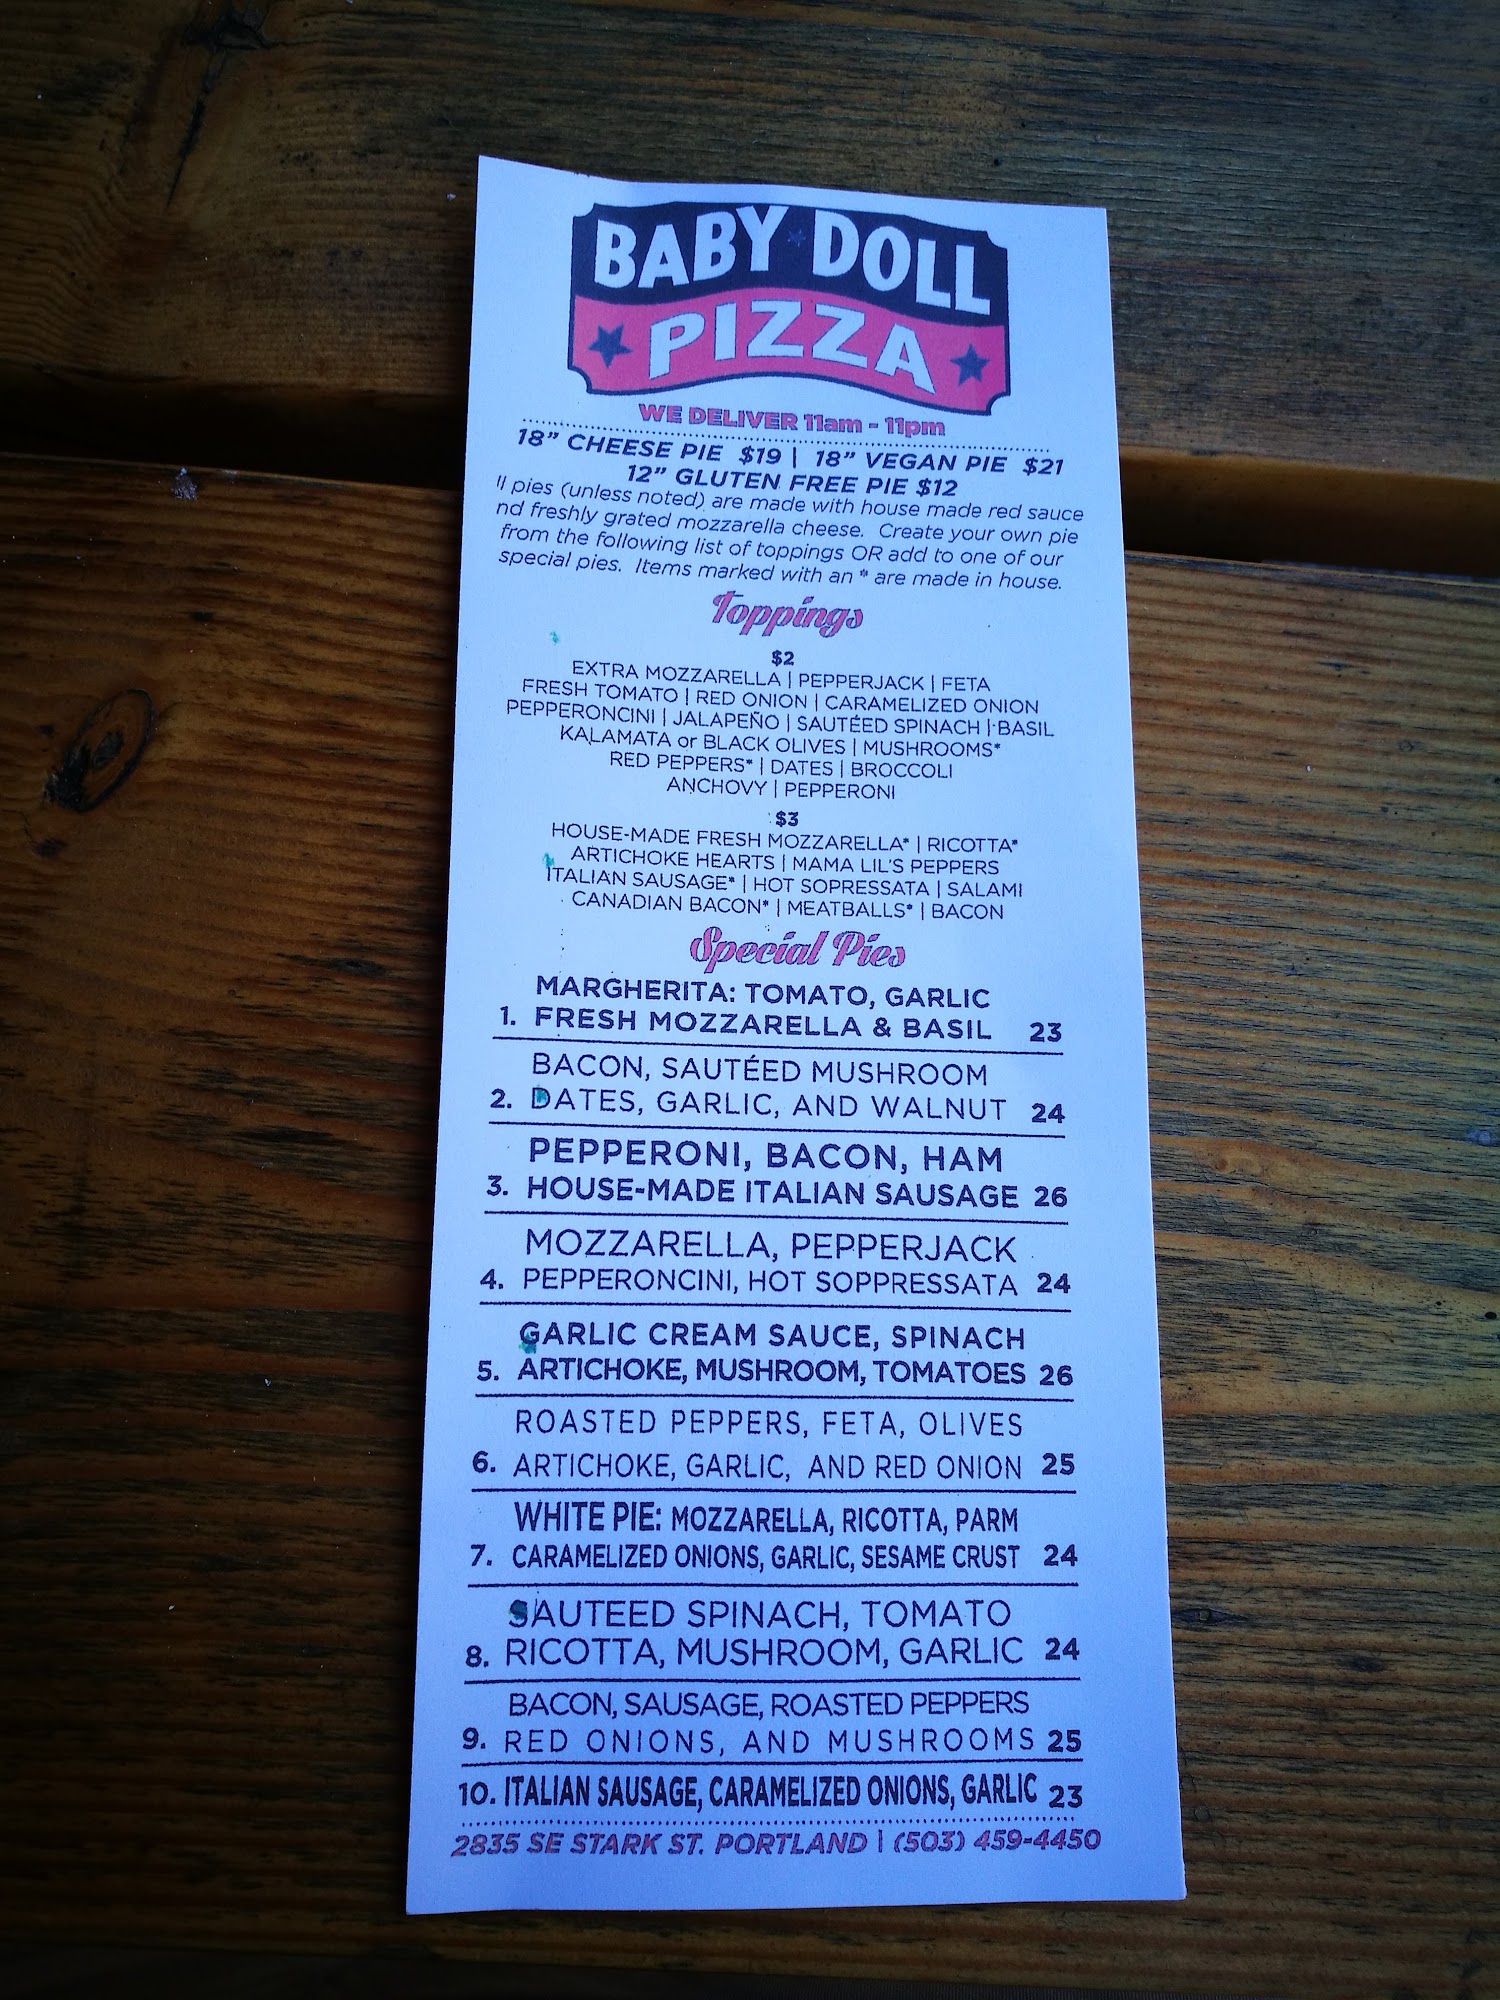 BABY DOLL
PIZZA
WE DELIVER 11am - 11pm
18" CHEESE PIE $19 | 18" VEGAN PIE $21
12" GLUTEN FREE PIE $12
ll pies (unless noted) are made with house made red sauce
nd freshly grated mozzarella cheese. Create your own pie
from the following list of toppings OR add to one of our
special pies. Items marked with an * are made in house.
Toppings
$2
EXTRA MOZZARELLA | PEPPERJACK | FETA
FRESH TOMATO | RED ONION | CARAMELIZED ONION
PEPPERONCINI | JALAPEÑO | SAUTÉED SPINACH | BASIL
KALAMATA or BLACK OLIVES | MUSHROOMS*
RED PEPPERS* | DATES | BROCCOLI
ANCHOVY | PEPPERONI
$3
HOUSE-MADE FRESH MOZZARELLA* | RICOTTA*
ARTICHOKE HEARTS | MAMA LIL'S PEPPERS
ITALIAN SAUSAGE* | HOT SOPRESSATA | SALAMI
CANADIAN BACON* | MEATBALLS* | BACON
Special Pies
MARGHERITA: TOMATO, GARLIC
1. FRESH MOZZARELLA & BASIL 23
BACON, SAUTÉED MUSHROOM
2. DATES, GARLIC, AND WALNUT 24
PEPPERONI, BACON, HAM
3. HOUSE-MADE ITALIAN SAUSAGE 26
MOZZARELLA, PEPPERJACK
4. PEPPERONCINI, HOT SOPPRESSATA 24
GARLIC CREAM SAUCE, SPINACH
5. ARTICHOKE, MUSHROOM, TOMATOES 26
ROASTED PEPPERS, FETA, OLIVES
6. ARTICHOKE, GARLIC, AND RED ONION 25
WHITE PIE: MOZZARELLA, RICOTTA, PARM
7. CARAMELIZED ONIONS, GARLIC, SESAME CRUST 24
SAUTEED SPINACH, TOMATO
8. RICOTTA, MUSHROOM, GARLIC 24
BACON, SAUSAGE, ROASTED PEPPERS
9. RED ONIONS, AND MUSHROOMS 25
10. ITALIAN SAUSAGE, CARAMELIZED ONIONS, GARLIC 23
2835 SE STARK ST. PORTLAND | (503) 459-4450